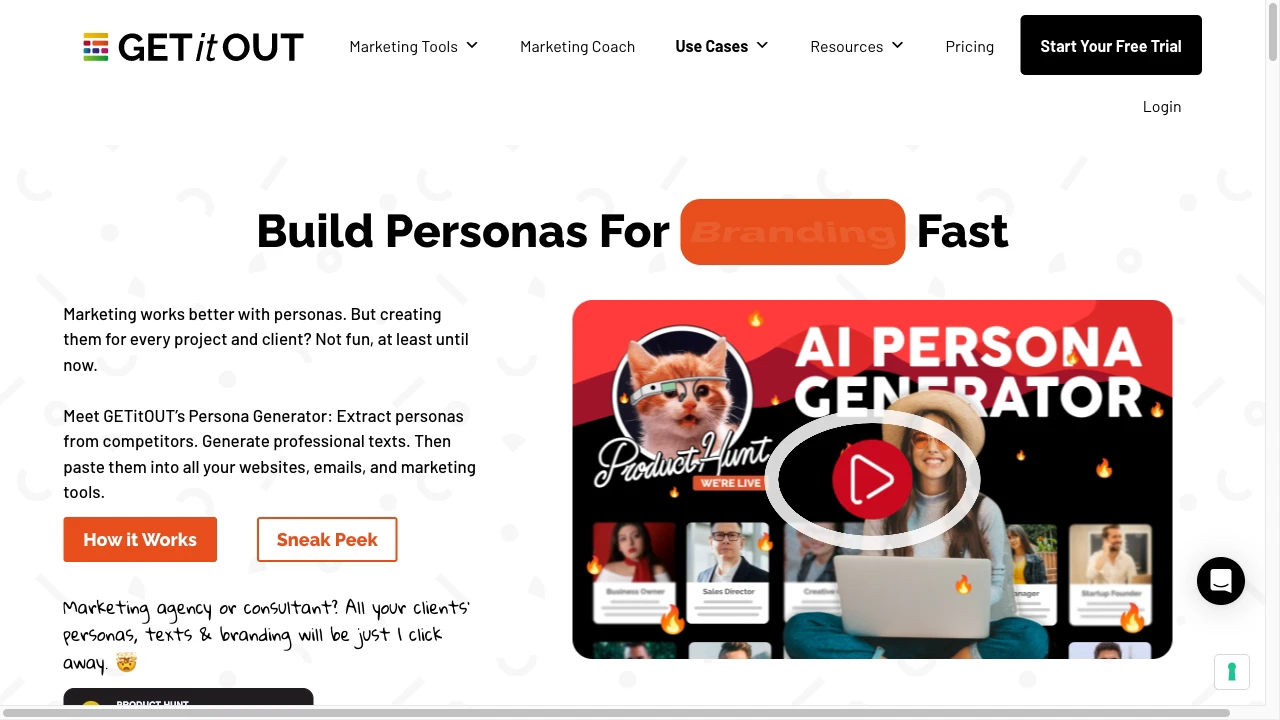 GETitOUT
Marketing Tools
Marketing Coach
Use Cases
Resources
Pricing
Start Your Free Trial
Login
Build Personas For Branding Fast
Marketing works better with personas. But creating
them for every project and client? Not fun, at least until
now.
Meet GETitOUT’s Persona Generator: Extract personas
from competitors. Generate professional texts. Then
paste them into all your websites, emails, and marketing
tools.
How it Works
Sneak Peek
Marketing agency or consultant? All your clients'
personas, texts & branding will be just 1 click
away. 🤯
AI PERSONA
GENERATOR
Product Hunt
WE'RE LIVE
Business Owner
Sales Director
Startup Founder
PRODUCT HUNT